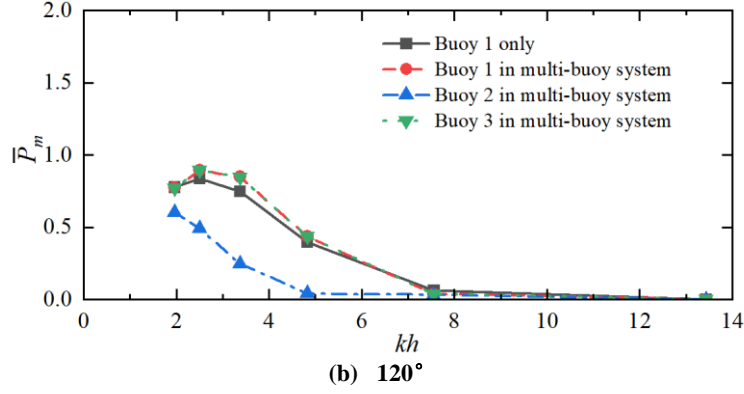 2.0
1.5
1.0
0.5
0.0
P̅m
Buoy 1 only
Buoy 1 in multi-buoy system
Buoy 2 in multi-buoy system
Buoy 3 in multi-buoy system
0 2 4 6 8 10 12 14
kh
(b) 120°